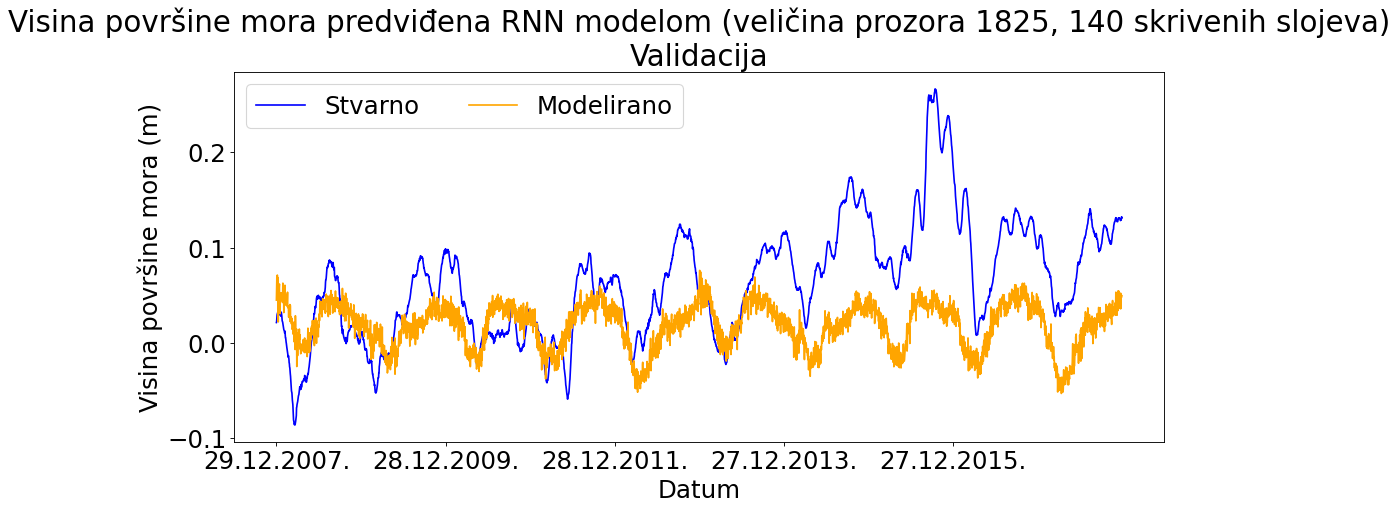 Visina površine mora predviđena RNN modelom (veličina prozora 1825, 140 skrivenih slojeva)
Validacija
Stvarno
Modelirano
Visina površine mora (m)
0.2
0.1
0.0
−0.1
29.12.2007.
28.12.2009.
28.12.2011.
27.12.2013.
27.12.2015.
Datum